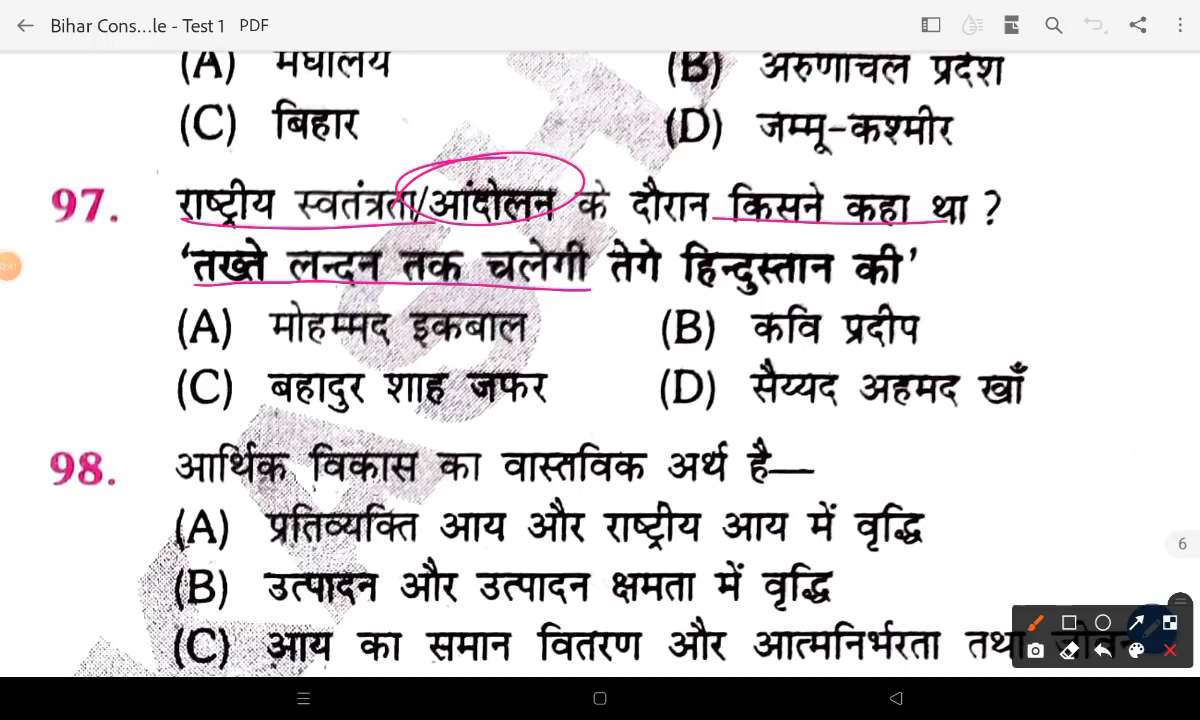 Bihar Cons...le - Test 1 PDF
(A) मेघालय (B) अरुणाचल प्रदेश
(C) बिहार (D) जम्मू-कश्मीर
97. राष्ट्रीय स्वतंत्रता/आंदोलन के दौरान किसने कहा था ?
'तख्ते लन्दन तक चलेगी तेगे हिन्दुस्तान की'
(A) मोहम्मद इकबाल (B) कवि प्रदीप
(C) बहादुर शाह जफर (D) सैय्यद अहमद खाँ
98. आर्थिक विकास का वास्तविक अर्थ है—
(A) प्रतिव्यक्ति आय और राष्ट्रीय आय में वृद्धि
6
(B) उत्पादन और उत्पादन क्षमता में वृद्धि
(C) आय का समान वितरण और आत्मनिर्भरता तथा